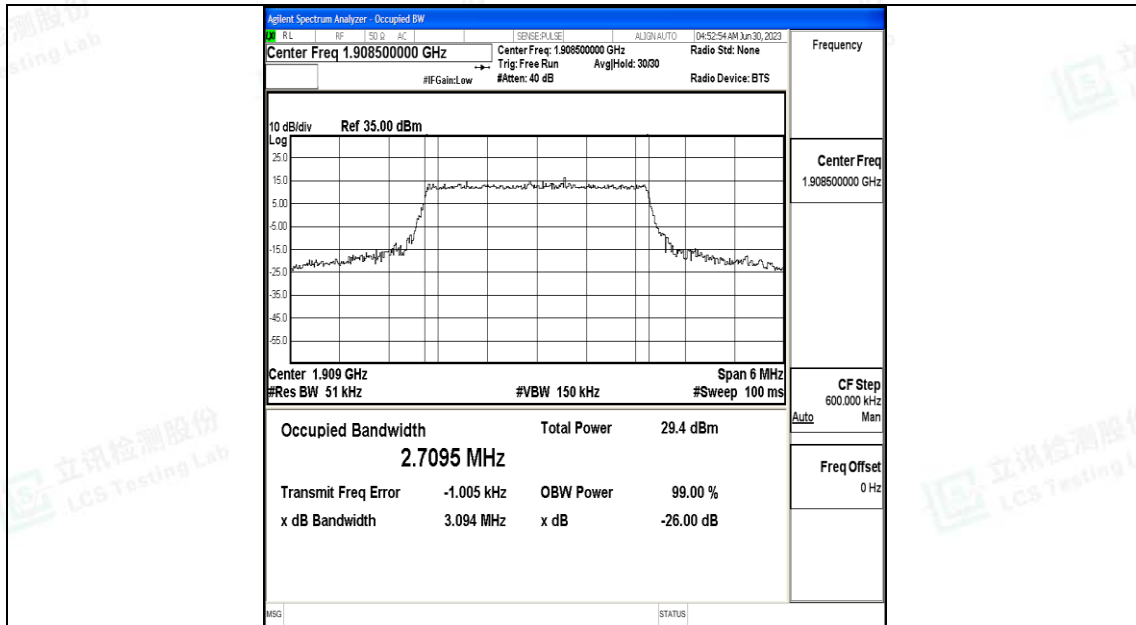 Agilent Spectrum Analyzer - Occupied BW
LXI RL RF 50 Ω AC SENSE:PULSE ALIGN AUTO 04:52:54 AM Jun 30, 2023
Center Freq 1.908500000 GHz
Center Freq: 1.908500000 GHz
Radio Std: None
Trig: Free Run
Avg|Hold: 30/30
#IFGain:Low
#Atten: 40 dB
Radio Device: BTS
10 dB/div
Ref 35.00 dBm
Log
25.0
15.0
5.00
-5.00
-15.0
-25.0
-35.0
-45.0
-55.0
Center 1.909 GHz
Span 6 MHz
#Res BW 51 kHz
#VBW 150 kHz
#Sweep 100 ms
Occupied Bandwidth
2.7095 MHz
Total Power 29.4 dBm
Transmit Freq Error -1.005 kHz
OBW Power 99.00 %
x dB Bandwidth 3.094 MHz
x dB -26.00 dB
MSG
STATUS
Frequency
Center Freq
1.908500000 GHz
CF Step
600.000 kHz
Auto Man
Freq Offset
0 Hz
立讯检测股份
LCS Testing Lab
立讯检测股份
LCS Testing L
测股份
sting Lab
立